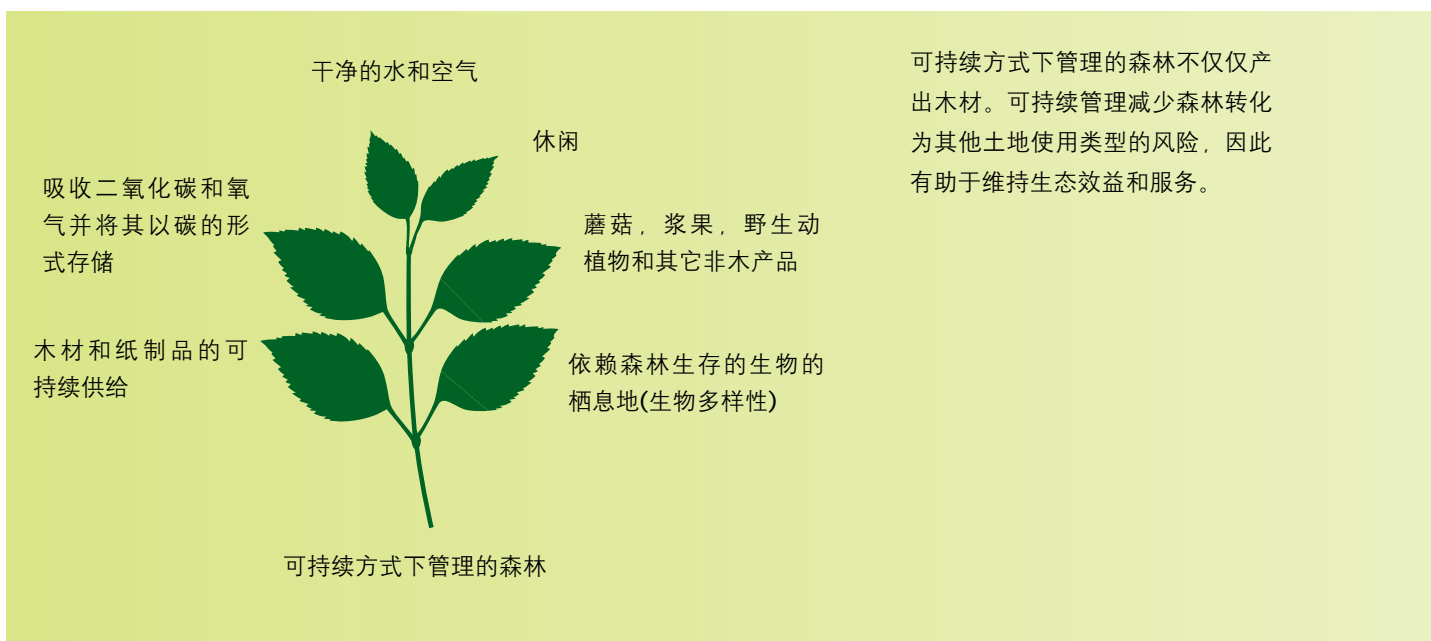 干净的水和空气
休闲
吸收二氧化碳和氧
气并将其以碳的形
式存储
蘑菇，浆果，野生动
植物和其它非木产品
木材和纸制品的可
持续供给
依赖森林生存的生物的
栖息地(生物多样性)
可持续方式下管理的森林
可持续方式下管理的森林不仅仅产
出木材。可持续管理减少森林转化
为其他土地使用类型的风险，因此
有助于维持生态效益和服务。